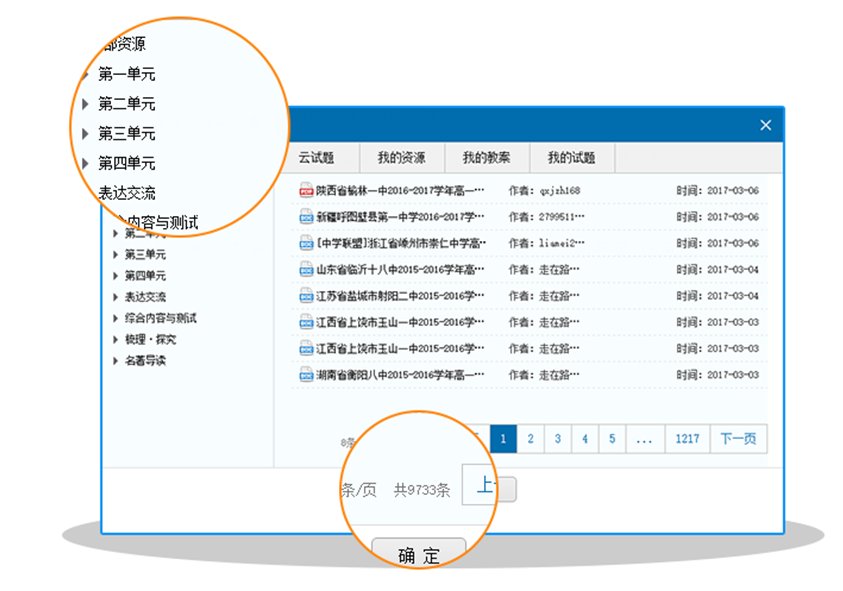 部资源
第一单元
第二单元
第三单元
第四单元
表达交流
内容与测试
第三单元
第四单元
表达交流
综合内容与测试
梳理·探究
名著导读
云试题 我的资源 我的教案 我的试题
陕西省榆林一中2016-2017学年高一··· 作者: qxjzh168 时间: 2017-03-06
新疆呼图壁县第一中学2016-2017学··· 作者: 2799511··· 时间: 2017-03-06
[中学联盟]浙江省嵊州市崇仁中学高·· 作者: liamei2··· 时间: 2017-03-06
山东省临沂十八中2015-2016学年高··· 作者: 走在路··· 时间: 2017-03-04
江苏省盐城市射阳二中2015-2016学··· 作者: 走在路··· 时间: 2017-03-04
江西省上饶市玉山一中2015-2016学··· 作者: 走在路··· 时间: 2017-03-03
江西省上饶市玉山一中2015-2016学··· 作者: 走在路··· 时间: 2017-03-03
湖南省衡阳八中2015-2016学年高一··· 作者: 走在路··· 时间: 2017-03-03
8条 1 2 3 4 5 ... 1217 下一页
条/页 共9733条 上
确 定